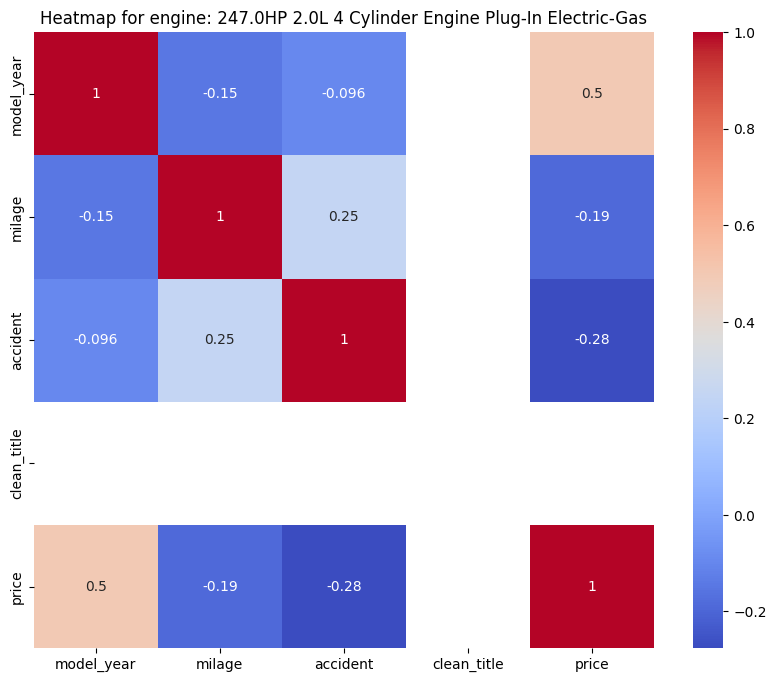 Heatmap for engine: 247.0HP 2.0L 4 Cylinder Engine Plug-In Electric-Gas
model_year
1
-0.15
-0.096
0.5
milage
-0.15
1
0.25
-0.19
accident
-0.096
0.25
1
-0.28
clean_title
price
0.5
-0.19
-0.28
1
model_year
milage
accident
clean_title
price
1.0
0.8
0.6
0.4
0.2
0.0
−0.2